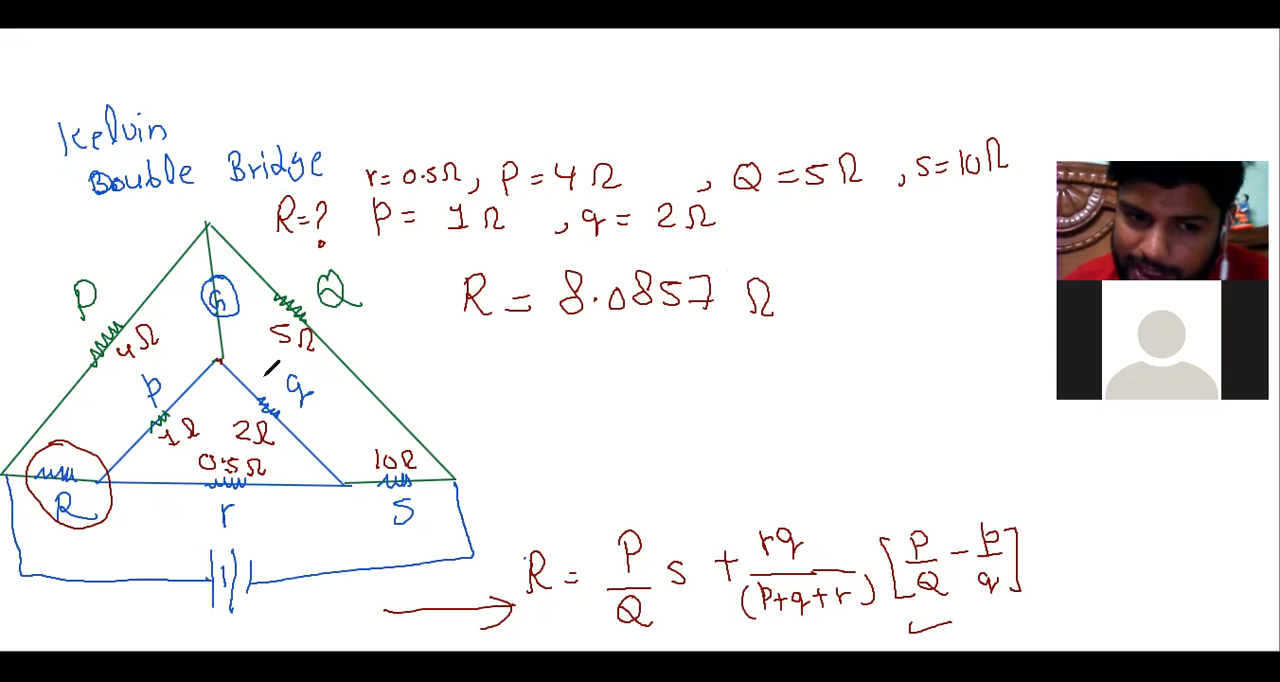 Kelvin
Double Bridge
r=0.5Ω, P=4Ω, Q=5Ω, S=10Ω
R=? p= 1Ω, q= 2Ω
R= 8.0857 Ω
P
G
Q
4Ω
5Ω
p
q
1Ω
2Ω
0.5Ω
10Ω
R
r
S
R = P/Q S + rq/(p+q+r) [P/Q - p/q]